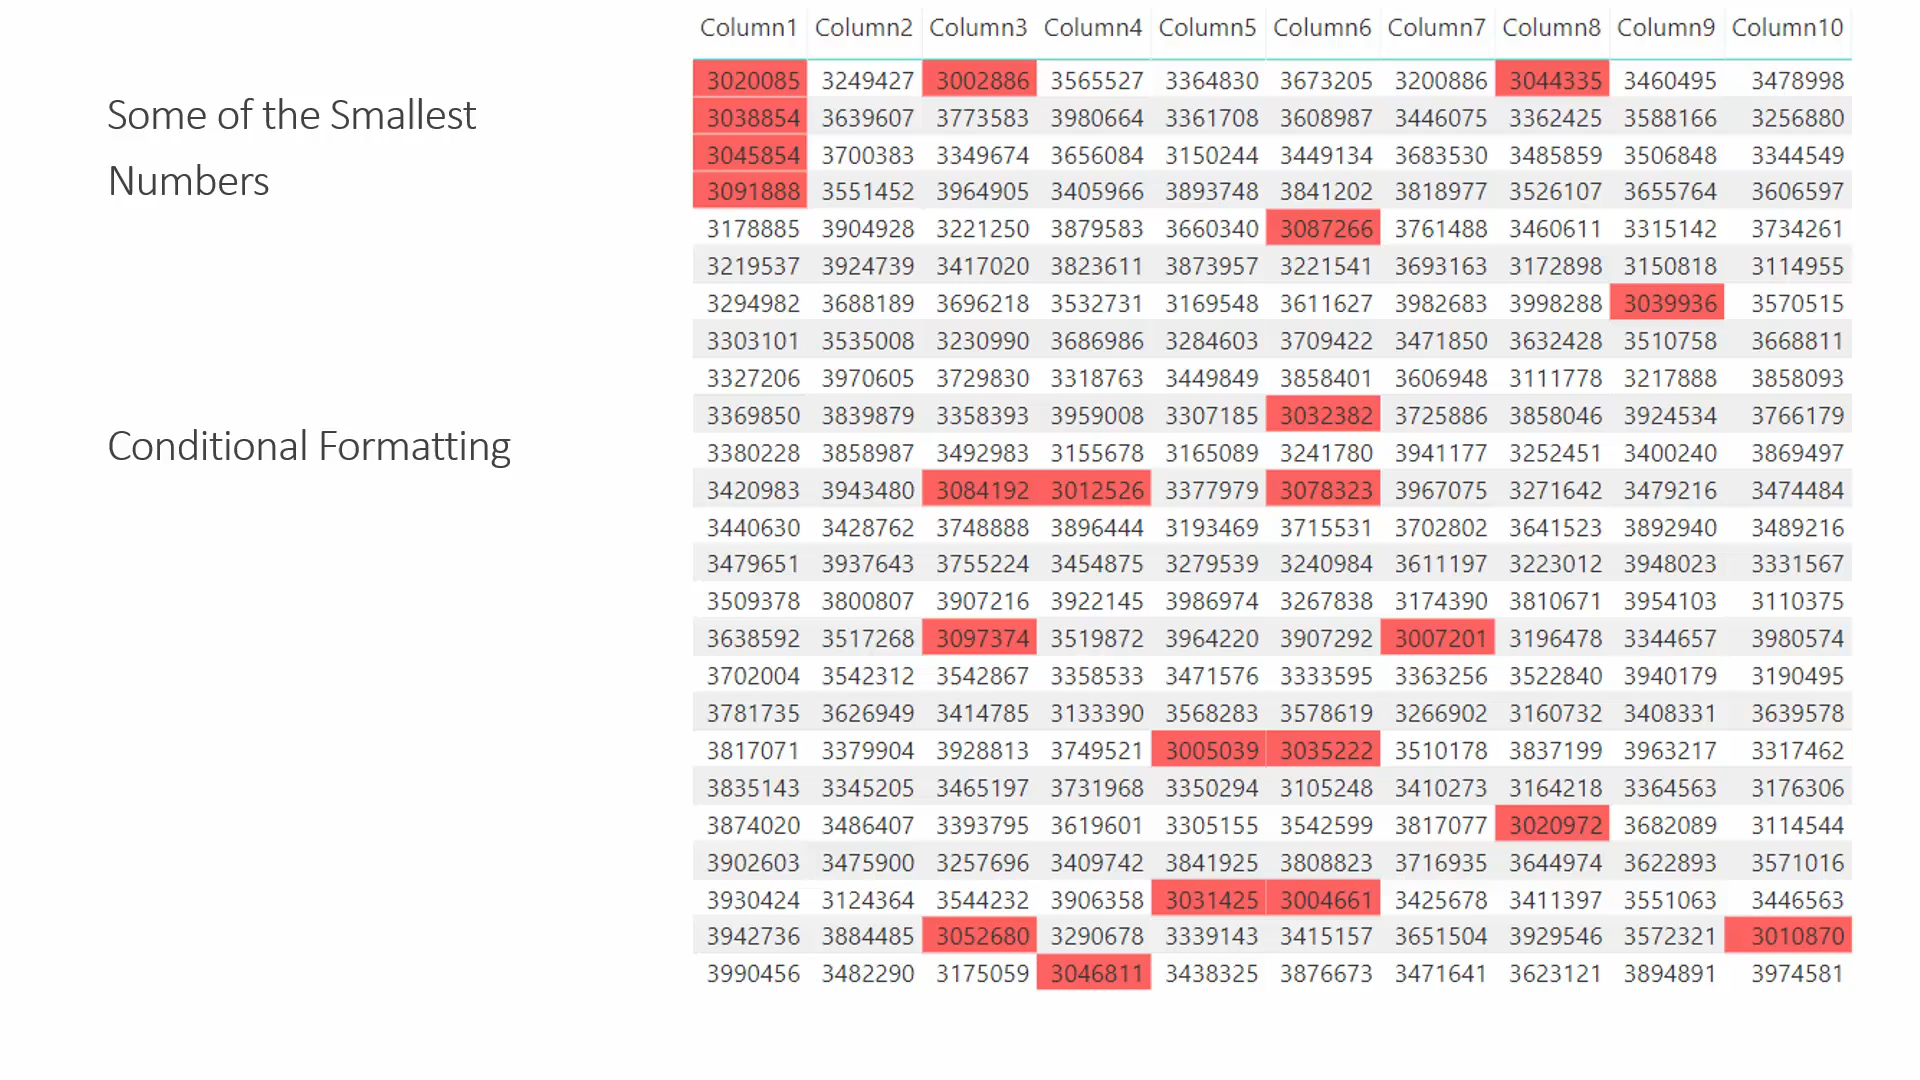 Some of the Smallest
Numbers
Conditional Formatting
Column1 Column2 Column3 Column4 Column5 Column6 Column7 Column8 Column9 Column10
3020085 3249427 3002886 3565527 3364830 3673205 3200886 3044335 3460495 3478998
3038854 3639607 3773583 3980664 3361708 3608987 3446075 3362425 3588166 3256880
3045854 3700383 3349674 3656084 3150244 3449134 3683530 3485859 3506848 3344549
3091888 3551452 3964905 3405966 3893748 3841202 3818977 3526107 3655764 3606597
3178885 3904928 3221250 3879583 3660340 3087266 3761488 3460611 3315142 3734261
3219537 3924739 3417020 3823611 3873957 3221541 3693163 3172898 3150818 3114955
3294982 3688189 3696218 3532731 3169548 3611627 3982683 3998288 3039936 3570515
3303101 3535008 3230990 3686986 3284603 3709422 3471850 3632428 3510758 3668811
3327206 3970605 3729830 3318763 3449849 3858401 3606948 3111778 3217888 3858093
3369850 3839879 3358393 3959008 3307185 3032382 3725886 3858046 3924534 3766179
3380228 3858987 3492983 3155678 3165089 3241780 3941177 3252451 3400240 3869497
3420983 3943480 3084192 3012526 3377979 3078323 3967075 3271642 3479216 3474484
3440630 3428762 3748888 3896444 3193469 3715531 3702802 3641523 3892940 3489216
3479651 3937643 3755224 3454875 3279539 3240984 3611197 3223012 3948023 3331567
3509378 3800807 3907216 3922145 3986974 3267838 3174390 3810671 3954103 3110375
3638592 3517268 3097374 3519872 3964220 3907292 3007201 3196478 3344657 3980574
3702004 3542312 3542867 3358533 3471576 3333595 3363256 3522840 3940179 3190495
3781735 3626949 3414785 3133390 3568283 3578619 3266902 3160732 3408331 3639578
3817071 3379904 3928813 3749521 3005039 3035222 3510178 3837199 3963217 3317462
3835143 3345205 3465197 3731968 3350294 3105248 3410273 3164218 3364563 3176306
3874020 3486407 3393795 3619601 3305155 3542599 3817077 3020972 3682089 3114544
3902603 3475900 3257696 3409742 3841925 3808823 3716935 3644974 3622893 3571016
3930424 3124364 3544232 3906358 3031425 3004661 3425678 3411397 3551063 3446563
3942736 3884485 3052680 3290678 3339143 3415157 3651504 3929546 3572321 3010870
3990456 3482290 3175059 3046811 3438325 3876673 3471641 3623121 3894891 3974581